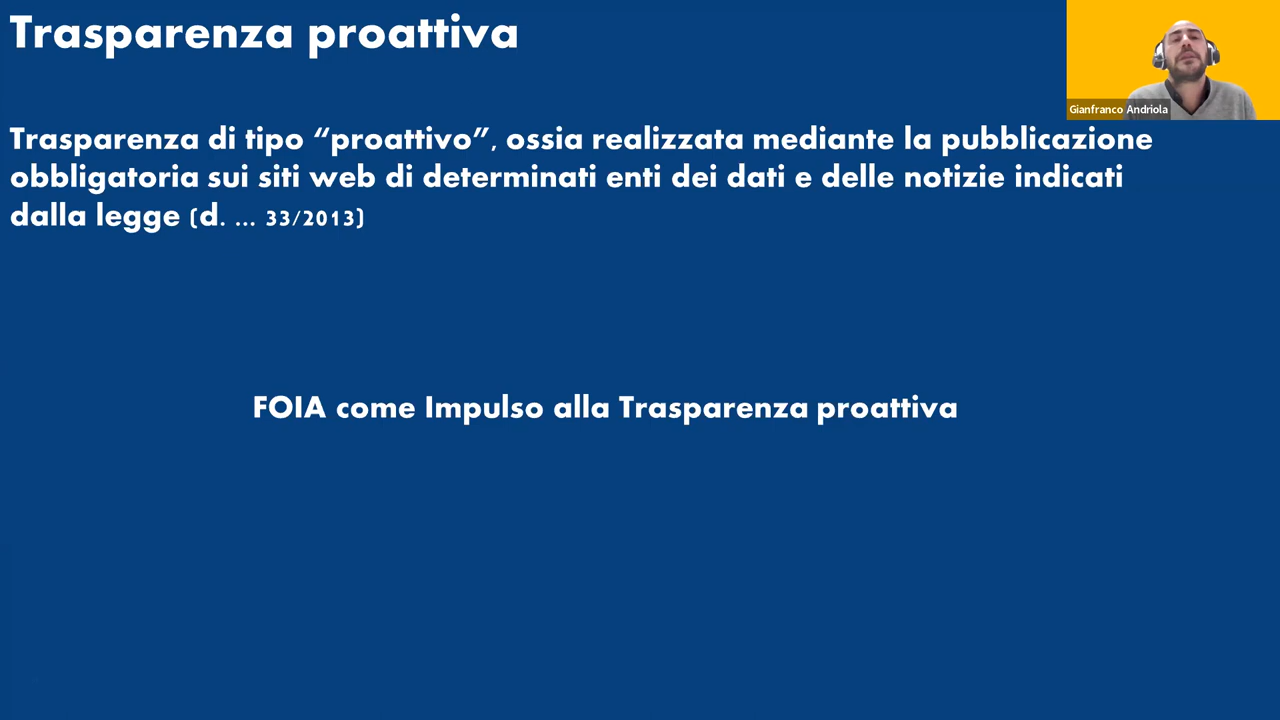 Trasparenza proattiva
Gianfranco Andriola
Trasparenza di tipo “proattivo”, ossia realizzata mediante la pubblicazione
obbligatoria sui siti web di determinati enti dei dati e delle notizie indicati
dalla legge (d. ... 33/2013)
FOIA come Impulso alla Trasparenza proattiva